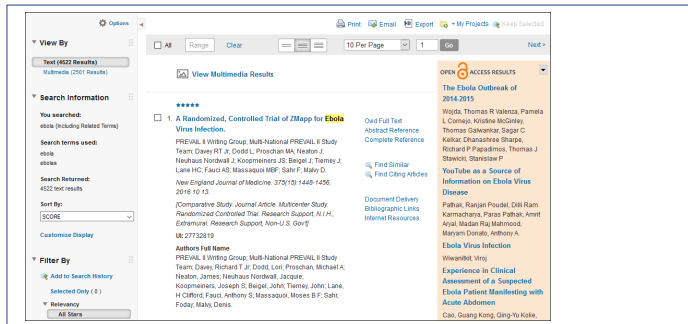 Options
Print Email Export + My Projects Keep Selected
All Range Clear 10 Per Page 1 Go Next >
View By
Text (4522 Results)
Multimedia (2501 Results)
Search Information
You searched:
ebola (Including Related Terms)
Search terms used:
ebola
ebolas
Search Returned:
4522 text results
Sort By:
SCORE
Customize Display
Filter By
Add to Search History
Selected Only ( 0 )
Relevancy
All Stars
View Multimedia Results
1. A Randomized, Controlled Trial of ZMapp for Ebola
Virus Infection.
PREVAIL II Writing Group; Multi-National PREVAIL II Study
Team; Davey RT Jr; Dodd L; Proschan MA; Neaton J;
Neuhaus Nordwall J; Koopmeiners JS; Beigel J; Tierney J;
Lane HC; Fauci AS; Massaquoi MBF; Sahr F; Malvy D.
New England Journal of Medicine. 375(15):1448-1456,
2016 10 13.
[Comparative Study. Journal Article. Multicenter Study.
Randomized Controlled Trial. Research Support, N.I.H.,
Extramural. Research Support, Non-U.S. Gov't]
UI: 27732819
Authors Full Name
PREVAIL II Writing Group; Multi-National PREVAIL II Study
Team; Davey, Richard T Jr; Dodd, Lori; Proschan, Michael A;
Neaton, James; Neuhaus Nordwall, Jacquie;
Koopmeiners, Joseph S; Beigel, John; Tierney, John; Lane,
H Clifford; Fauci, Anthony S; Massaquoi, Moses B F; Sahr,
Foday; Malvy, Denis.
Ovid Full Text
Abstract Reference
Complete Reference
Find Similar
Find Citing Articles
Document Delivery
Bibliographic Links
Internet Resources
OPEN ACCESS RESULTS
The Ebola Outbreak of
2014-2015
Wojda, Thomas R Valenza, Pamela
L Cornejo, Kristine McGinley,
Thomas Galwankar, Sagar C
Kelkar, Dhanashree Sharpe,
Richard P Papadimos, Thomas J
Stawicki, Stanislaw P
YouTube as a Source of
Information on Ebola Virus
Disease
Pathak, Ranjan Poudel, Dilli Ram
Karmacharya, Paras Pathak, Amrit
Aryal, Madan Raj Mahmood,
Maryam Donato, Anthony A.
Ebola Virus Infection
Wiwanitkit, Viroj
Experience in Clinical
Assessment of a Suspected
Ebola Patient Manifesting with
Acute Abdomen
Cao, Guang Kong, Qing-Yu Kolie,